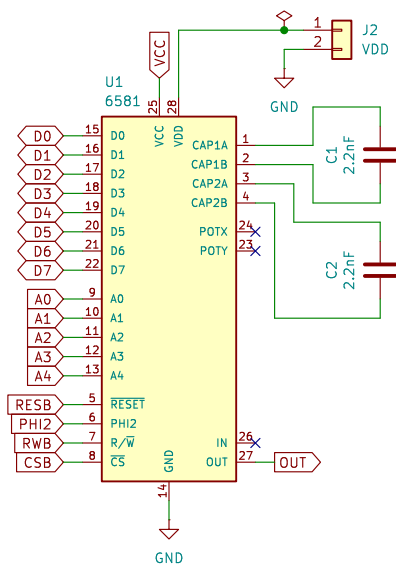 1 J2
2 VDD
GND
VCC
U1
6581
25 28
VCC VDD
D0 15 D0
D1 16 D1
D2 17 D2
D3 18 D3
D4 19 D4
D5 20 D5
D6 21 D6
D7 22 D7
A0 9 A0
A1 10 A1
A2 11 A2
A3 12 A3
A4 13 A4
RESB 5 RESET
PHI2 6 PHI2
RWB 7 R/W
CSB 8 CS
CAP1A 1
CAP1B 2
CAP2A 3
CAP2B 4
POTX 24
POTY 23
IN 26
OUT 27 OUT
GND
14
GND
C1
2.2nF
C2
2.2nF